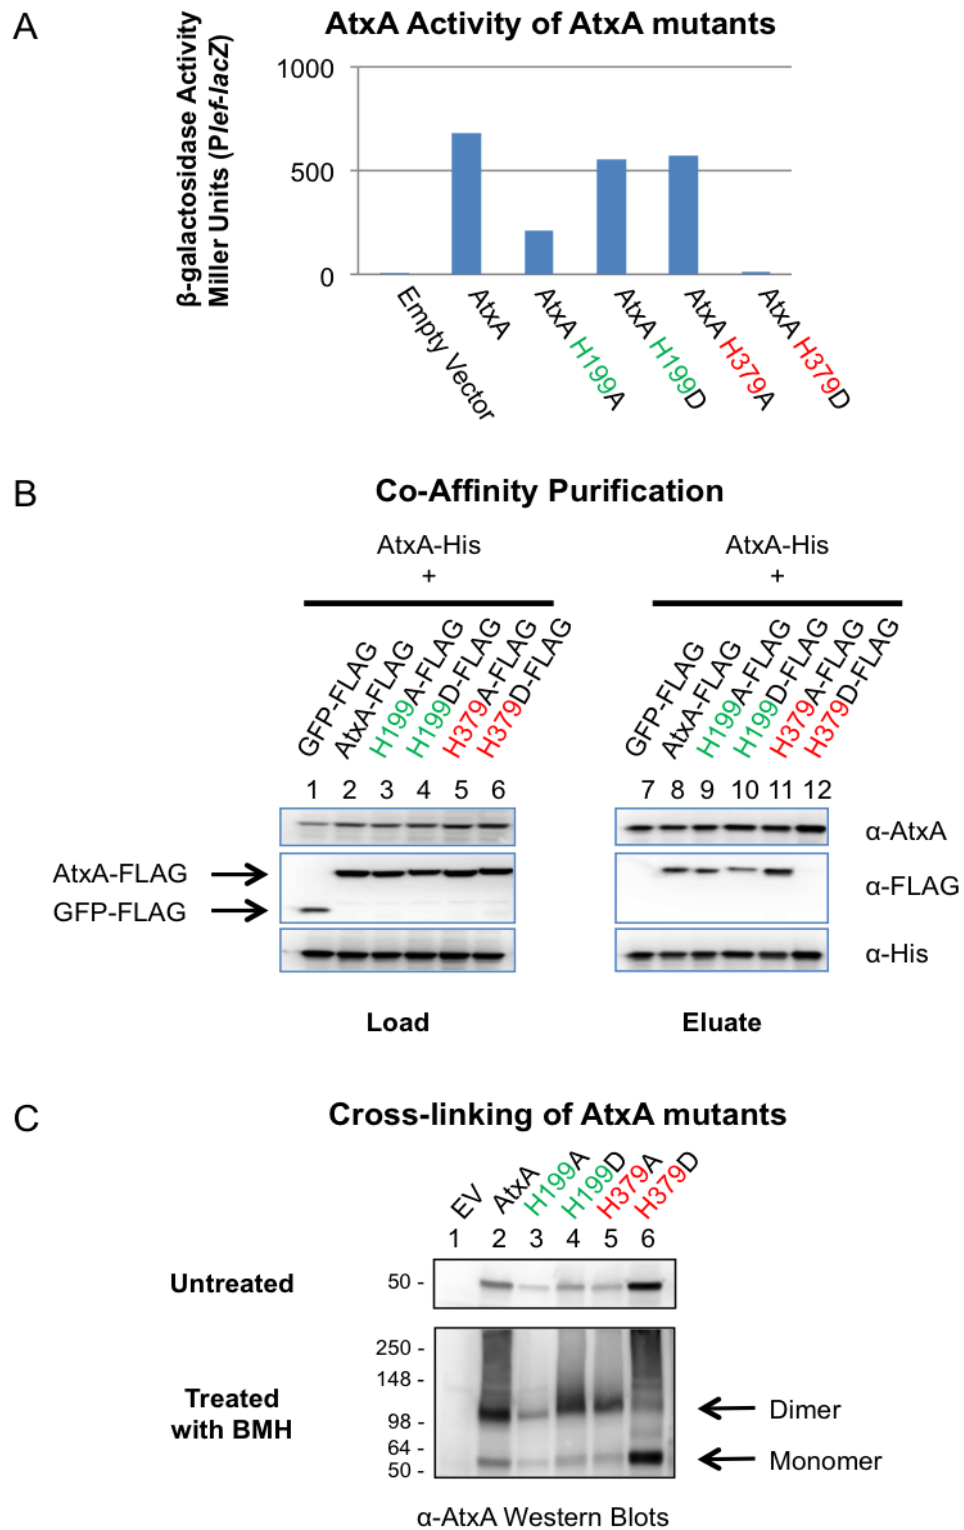 A
AtxA Activity of AtxA mutants
β-galactosidase Activity
Miller Units (Plef-lacZ)
1000
500
0
Empty Vector
AtxA
AtxA H199A
AtxA H199D
AtxA H379A
AtxA H379D
B
Co-Affinity Purification
AtxA-His
+
AtxA-His
+
GFP-FLAG
AtxA-FLAG
H199A-FLAG
H199D-FLAG
H379A-FLAG
H379D-FLAG
GFP-FLAG
AtxA-FLAG
H199A-FLAG
H199D-FLAG
H379A-FLAG
H379D-FLAG
1 2 3 4 5 6
7 8 9 10 11 12
α-AtxA
AtxA-FLAG
GFP-FLAG
α-FLAG
α-His
Load
Eluate
C
Cross-linking of AtxA mutants
EV
AtxA
H199A
H199D
H379A
H379D
1 2 3 4 5 6
Untreated
50 -
Treated
with BMH
250 -
148 -
98 -
64 -
50 -
Dimer
Monomer
α-AtxA Western Blots